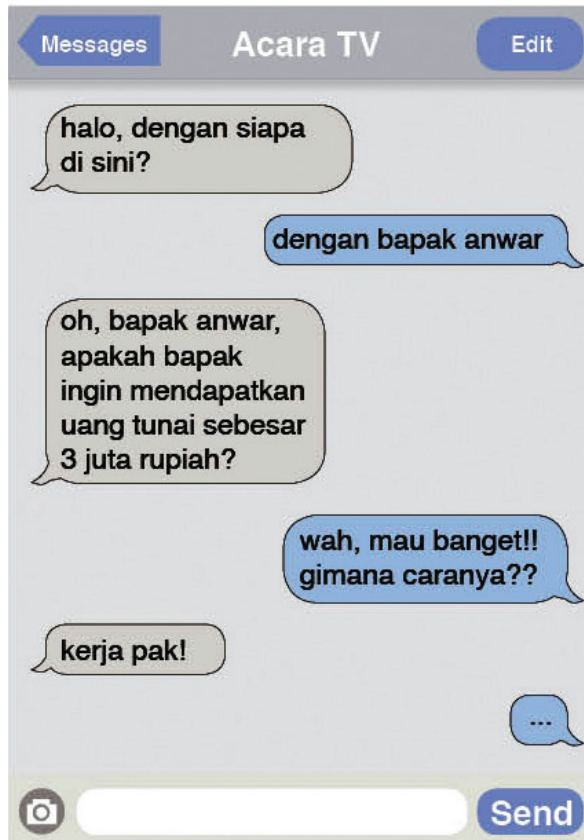 Messages Acara TV Edit
halo, dengan siapa
di sini?
dengan bapak anwar
oh, bapak anwar,
apakah bapak
ingin mendapatkan
uang tunai sebesar
3 juta rupiah?
wah, mau banget!!
gimana caranya??
kerja pak!
...
Send